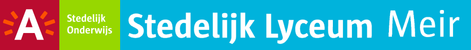 A
Stedelijk
Onderwijs
Stedelijk Lyceum Meir